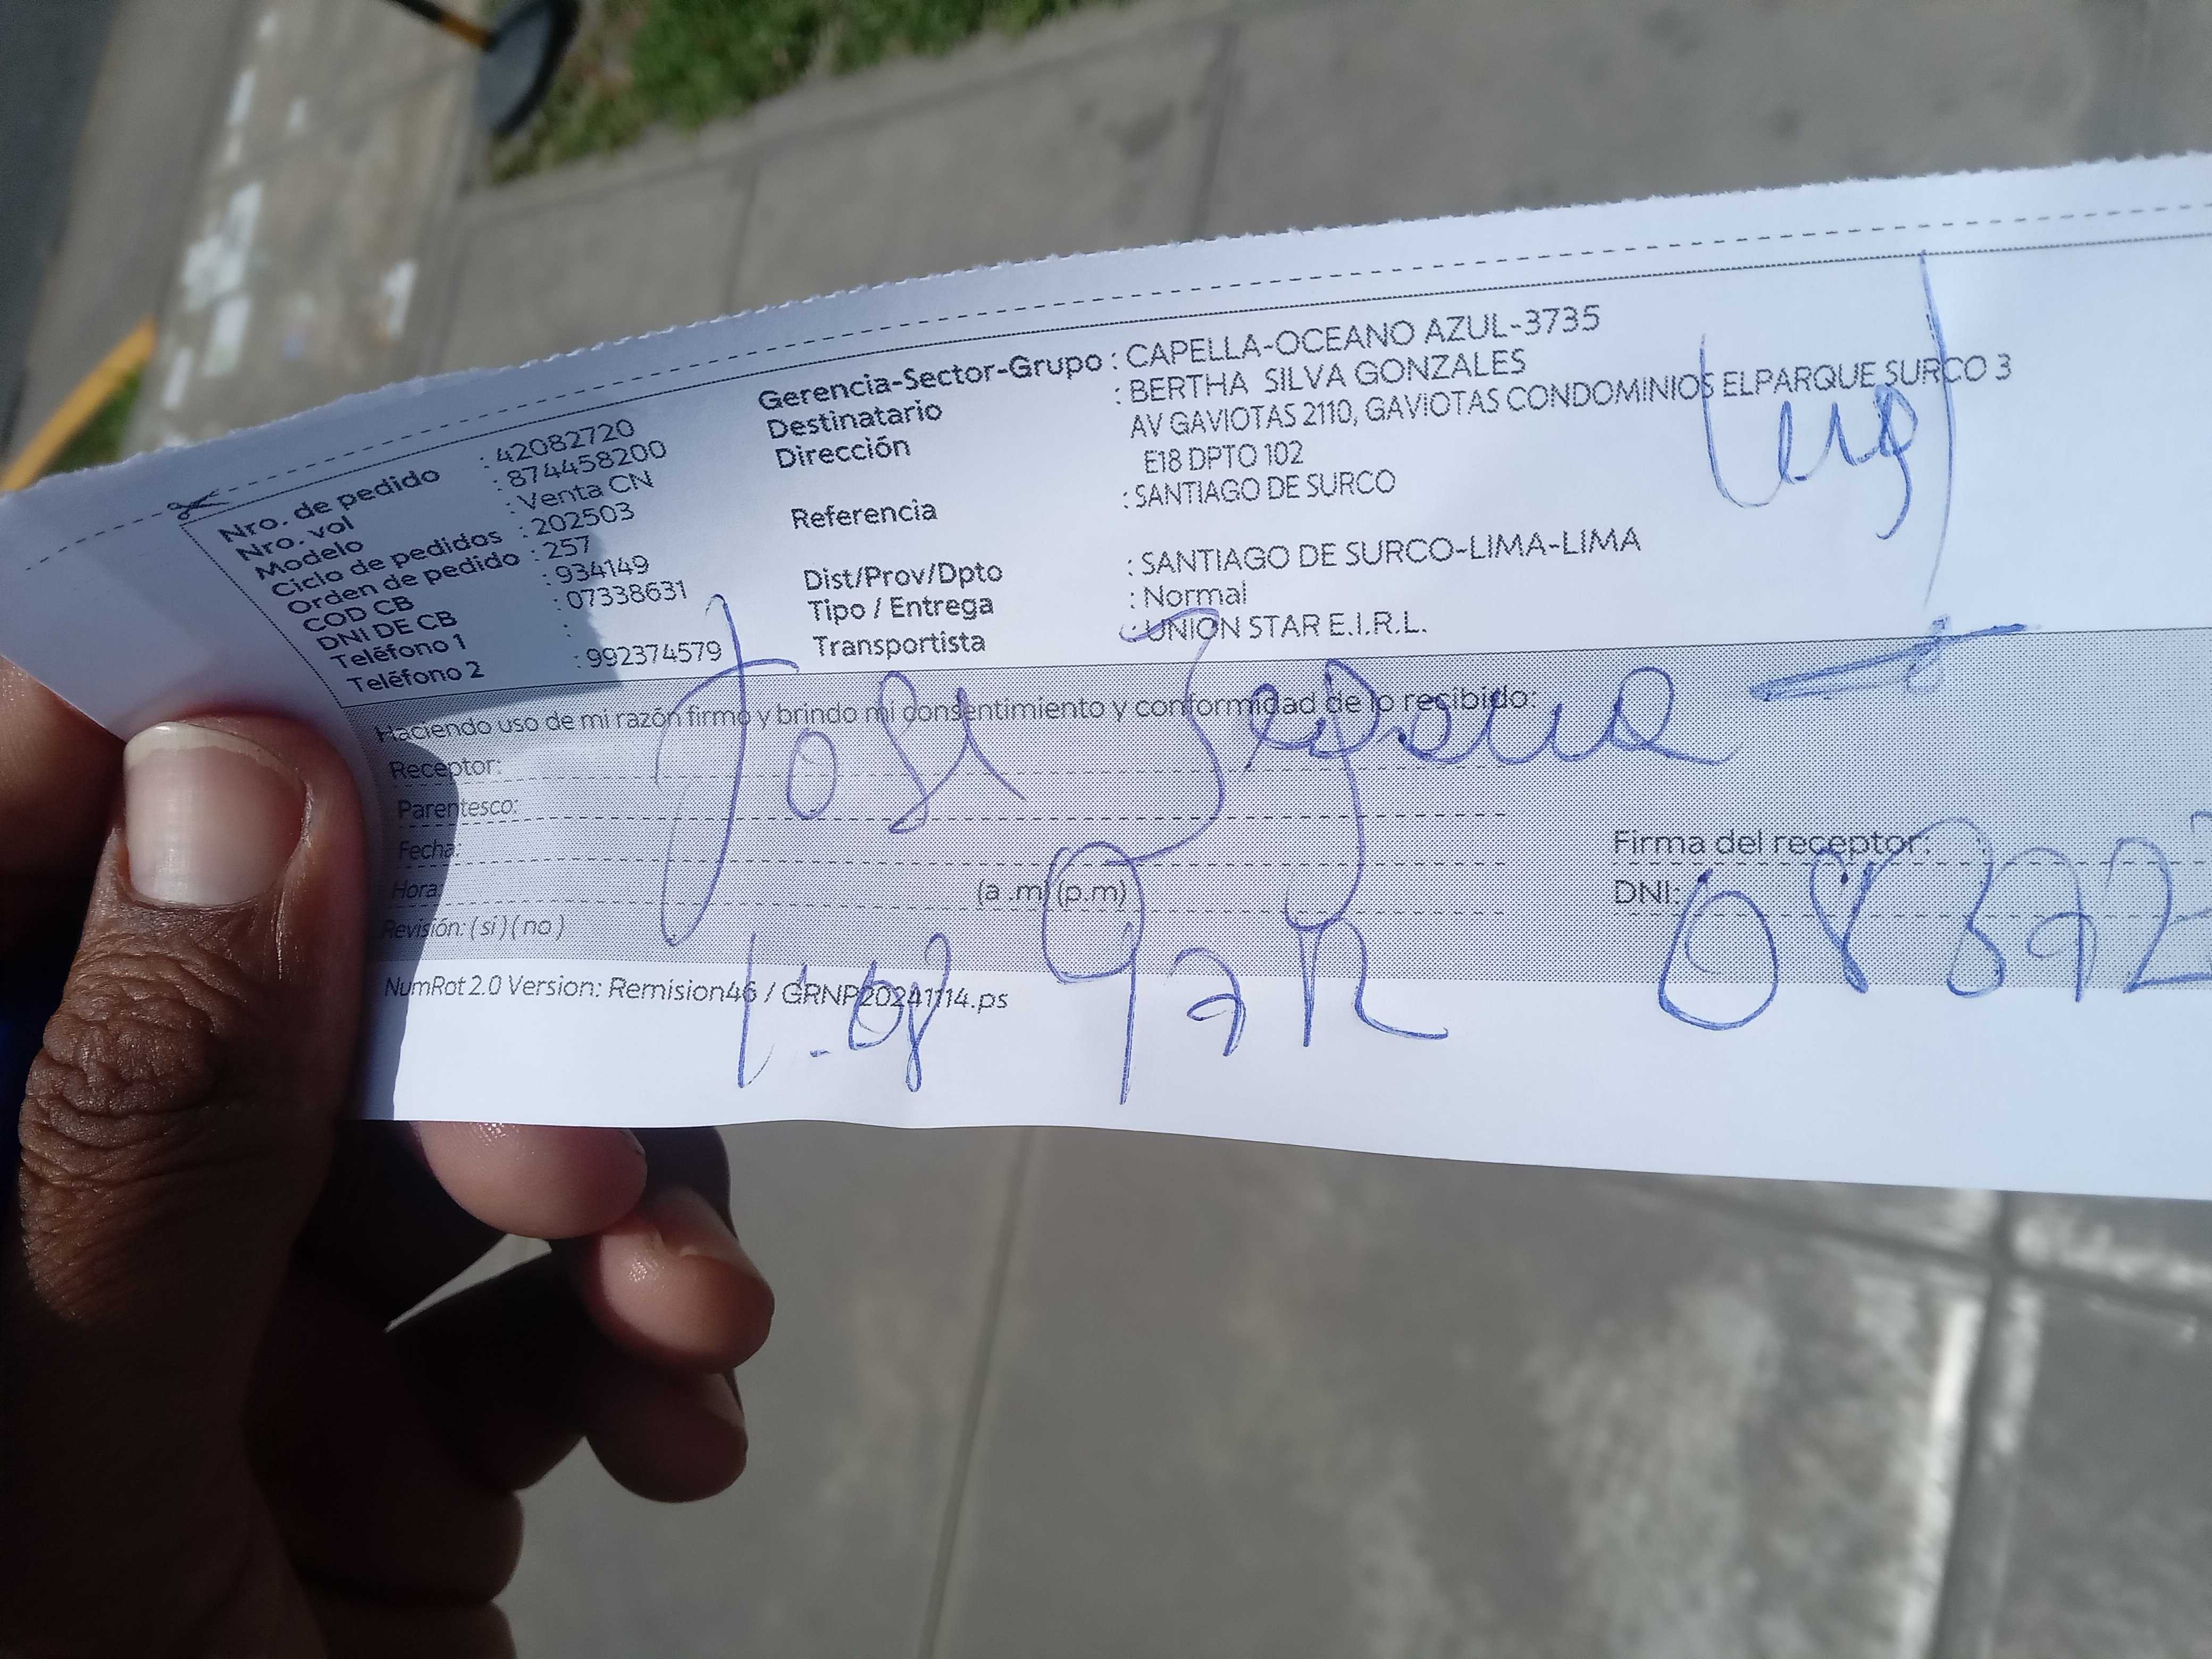 Nro. de pedido : 42082720
Nro. vol : 874458200
Modelo : Venta CN
Ciclo de pedidos : 202503
Orden de pedido : 257
COD CB : 934149
DNI DE CB : 07338631
Teléfono 1 :
Teléfono 2 : 992374579
Gerencia-Sector-Grupo : CAPELLA-OCEANO AZUL-3735
Destinatario : BERTHA SILVA GONZALES
Dirección AV GAVIOTAS 2110, GAVIOTAS CONDOMINIOS ELPARQUE SURCO 3
E18 DPTO 102
Referencia : SANTIAGO DE SURCO
Dist/Prov/Dpto : SANTIAGO DE SURCO-LIMA-LIMA
Tipo / Entrega : Normal
Transportista : UNION STAR E.I.R.L.
Haciendo uso de mi razón firmo y brindo mi consentimiento y conformidad de lo recibido:
Receptor: Jose
Parentesco:
Fecha:
Hora: (a .m) (p.m)
Revisión: ( si ) ( no )
Firma del receptor:
DNI: 08372
NumRot 2.0 Version: Remision46 / GRNP20241114.ps